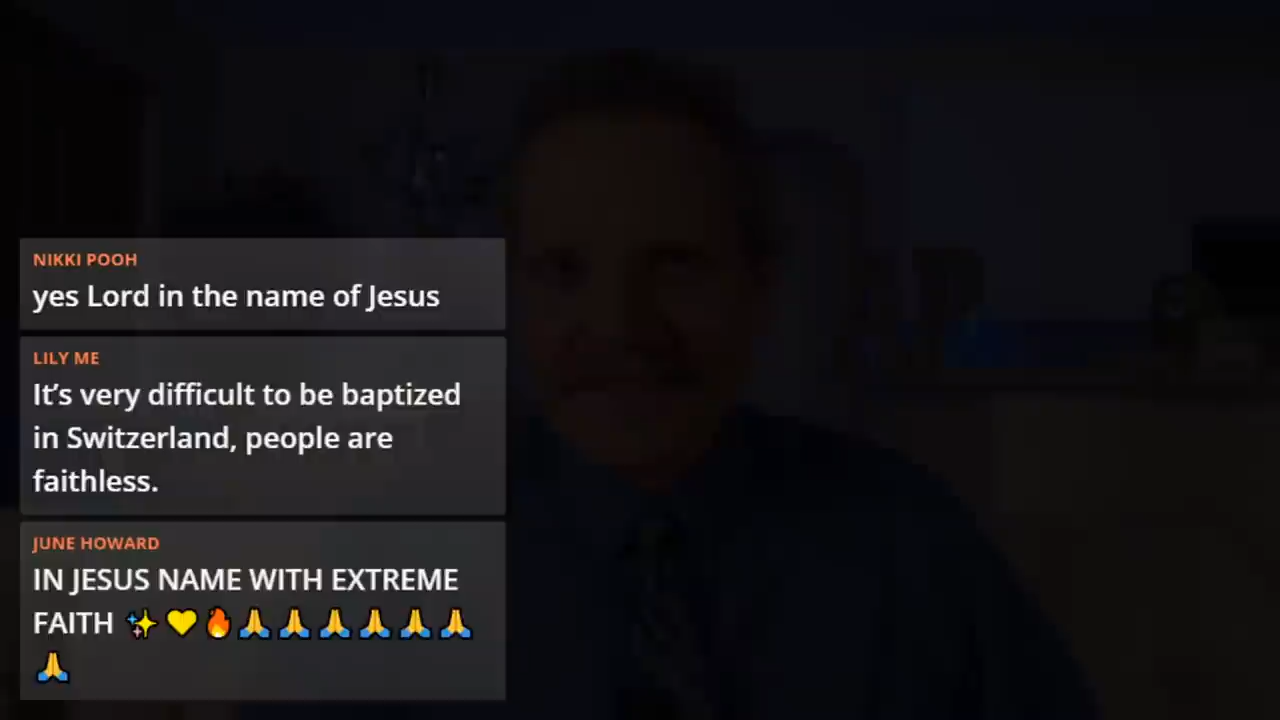 NIKKI POOH
yes Lord in the name of Jesus
LILY ME
It’s very difficult to be baptized
in Switzerland, people are
faithless.
JUNE HOWARD
IN JESUS NAME WITH EXTREME
FAITH ✨💛🔥🙏🙏🙏🙏🙏🙏
🙏